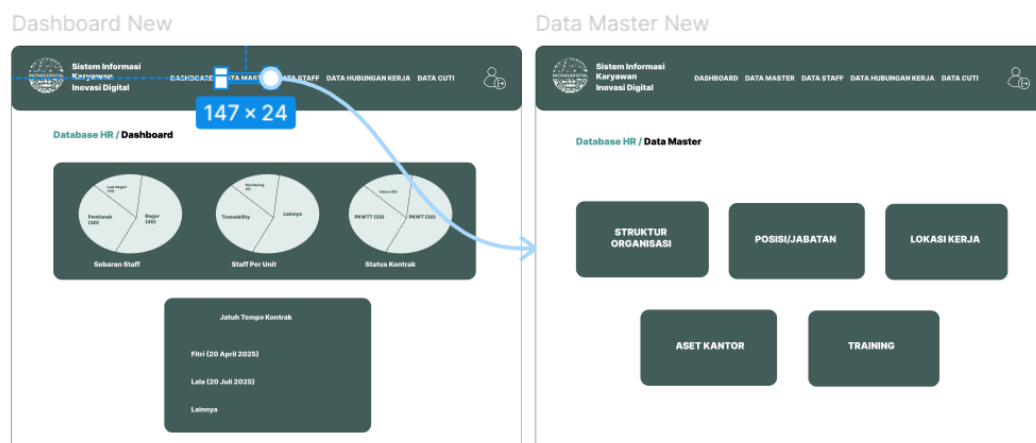 Dashboard New
Sistem Informasi
Karyawan
Inovasi Digital
DASHBOARD DATA MASTER DATA STAFF DATA HUBUNGAN KERJA DATA CUTI
147 × 24
Database HR / Dashboard
Pontianak
(30)
Bogor
(40)
Sebaran Staff
Traceability
Lainnya
Staff Per Unit
PKWTT (20)
PKWT (20)
Status Kontrak
Jatuh Tempo Kontrak
Fitri (20 April 2025)
Lala (20 Juli 2025)
Lainnya
Data Master New
Sistem Informasi
Karyawan
Inovasi Digital
DASHBOARD DATA MASTER DATA STAFF DATA HUBUNGAN KERJA DATA CUTI
Database HR / Data Master
STRUKTUR
ORGANISASI
POSISI/JABATAN
LOKASI KERJA
ASET KANTOR
TRAINING